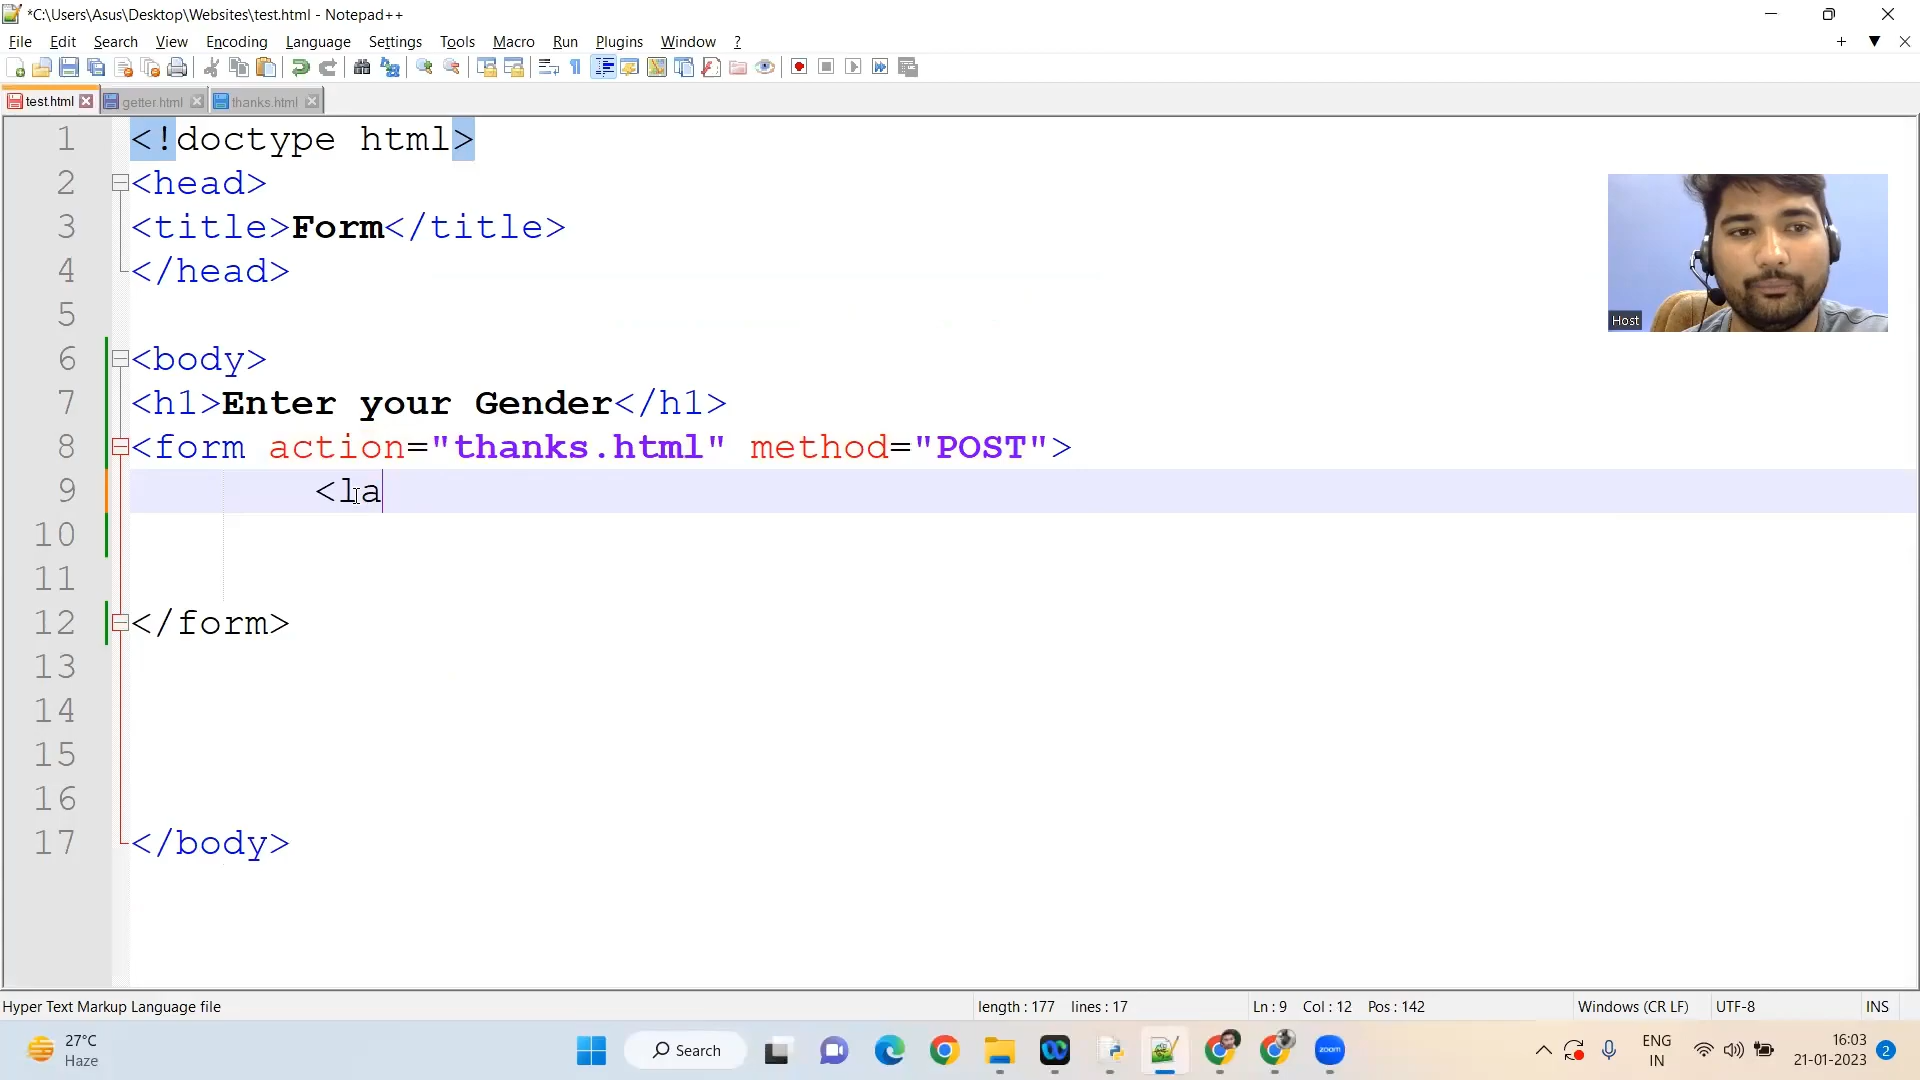 *C:\Users\Asus\Desktop\Websites\test.html - Notepad++
File Edit Search View Encoding Language Settings Tools Macro Run Plugins Window ?
test.html getter.html thanks.html
1 <!doctype html>
2 <head>
3 <title>Form</title>
4 </head>
5
6 <body>
7 <h1>Enter your Gender</h1>
8 <form action="thanks.html" method="POST">
9 <la
10
11
12 </form>
13
14
15
16
17 </body>
Host
Hyper Text Markup Language file length : 177 lines : 17 Ln : 9 Col : 12 Pos : 142 Windows (CR LF) UTF-8 INS
27°C
Haze
Search
zoom
ENG
IN
16:03
21-01-2023
2